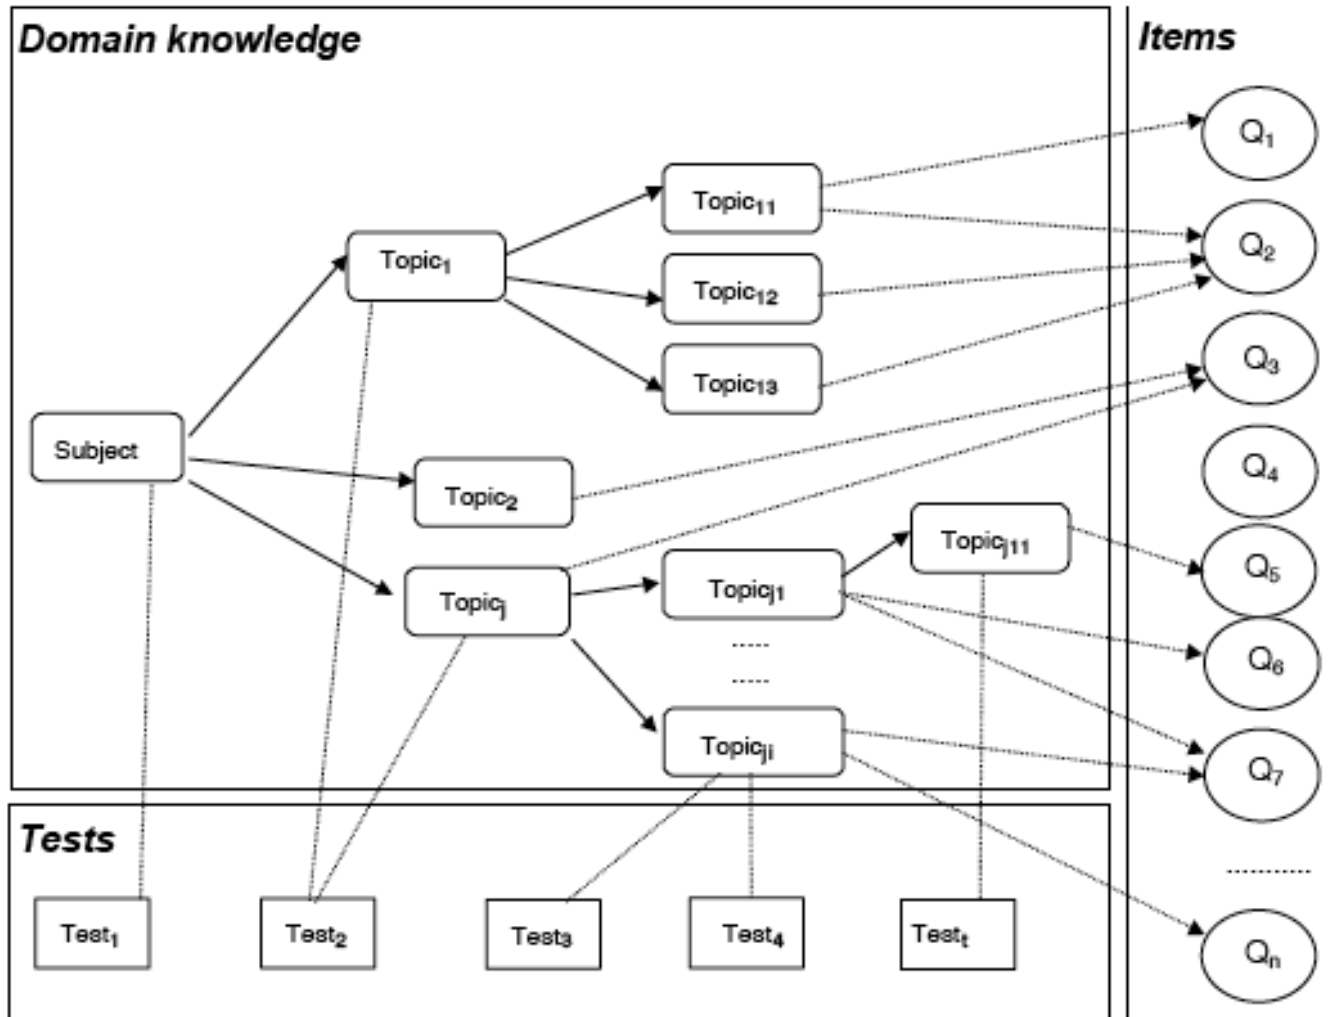 Domain knowledge
Items
Q1
Topic11
Q2
Topic1
Topic12
Q3
Topic13
Subject
Q4
Topic2
Topicj11
Q5
Topicj
Topicj1
Q6
.....
.....
Topicji
Q7
Tests
...........
Test1
Test2
Test3
Test4
Testt
Qn